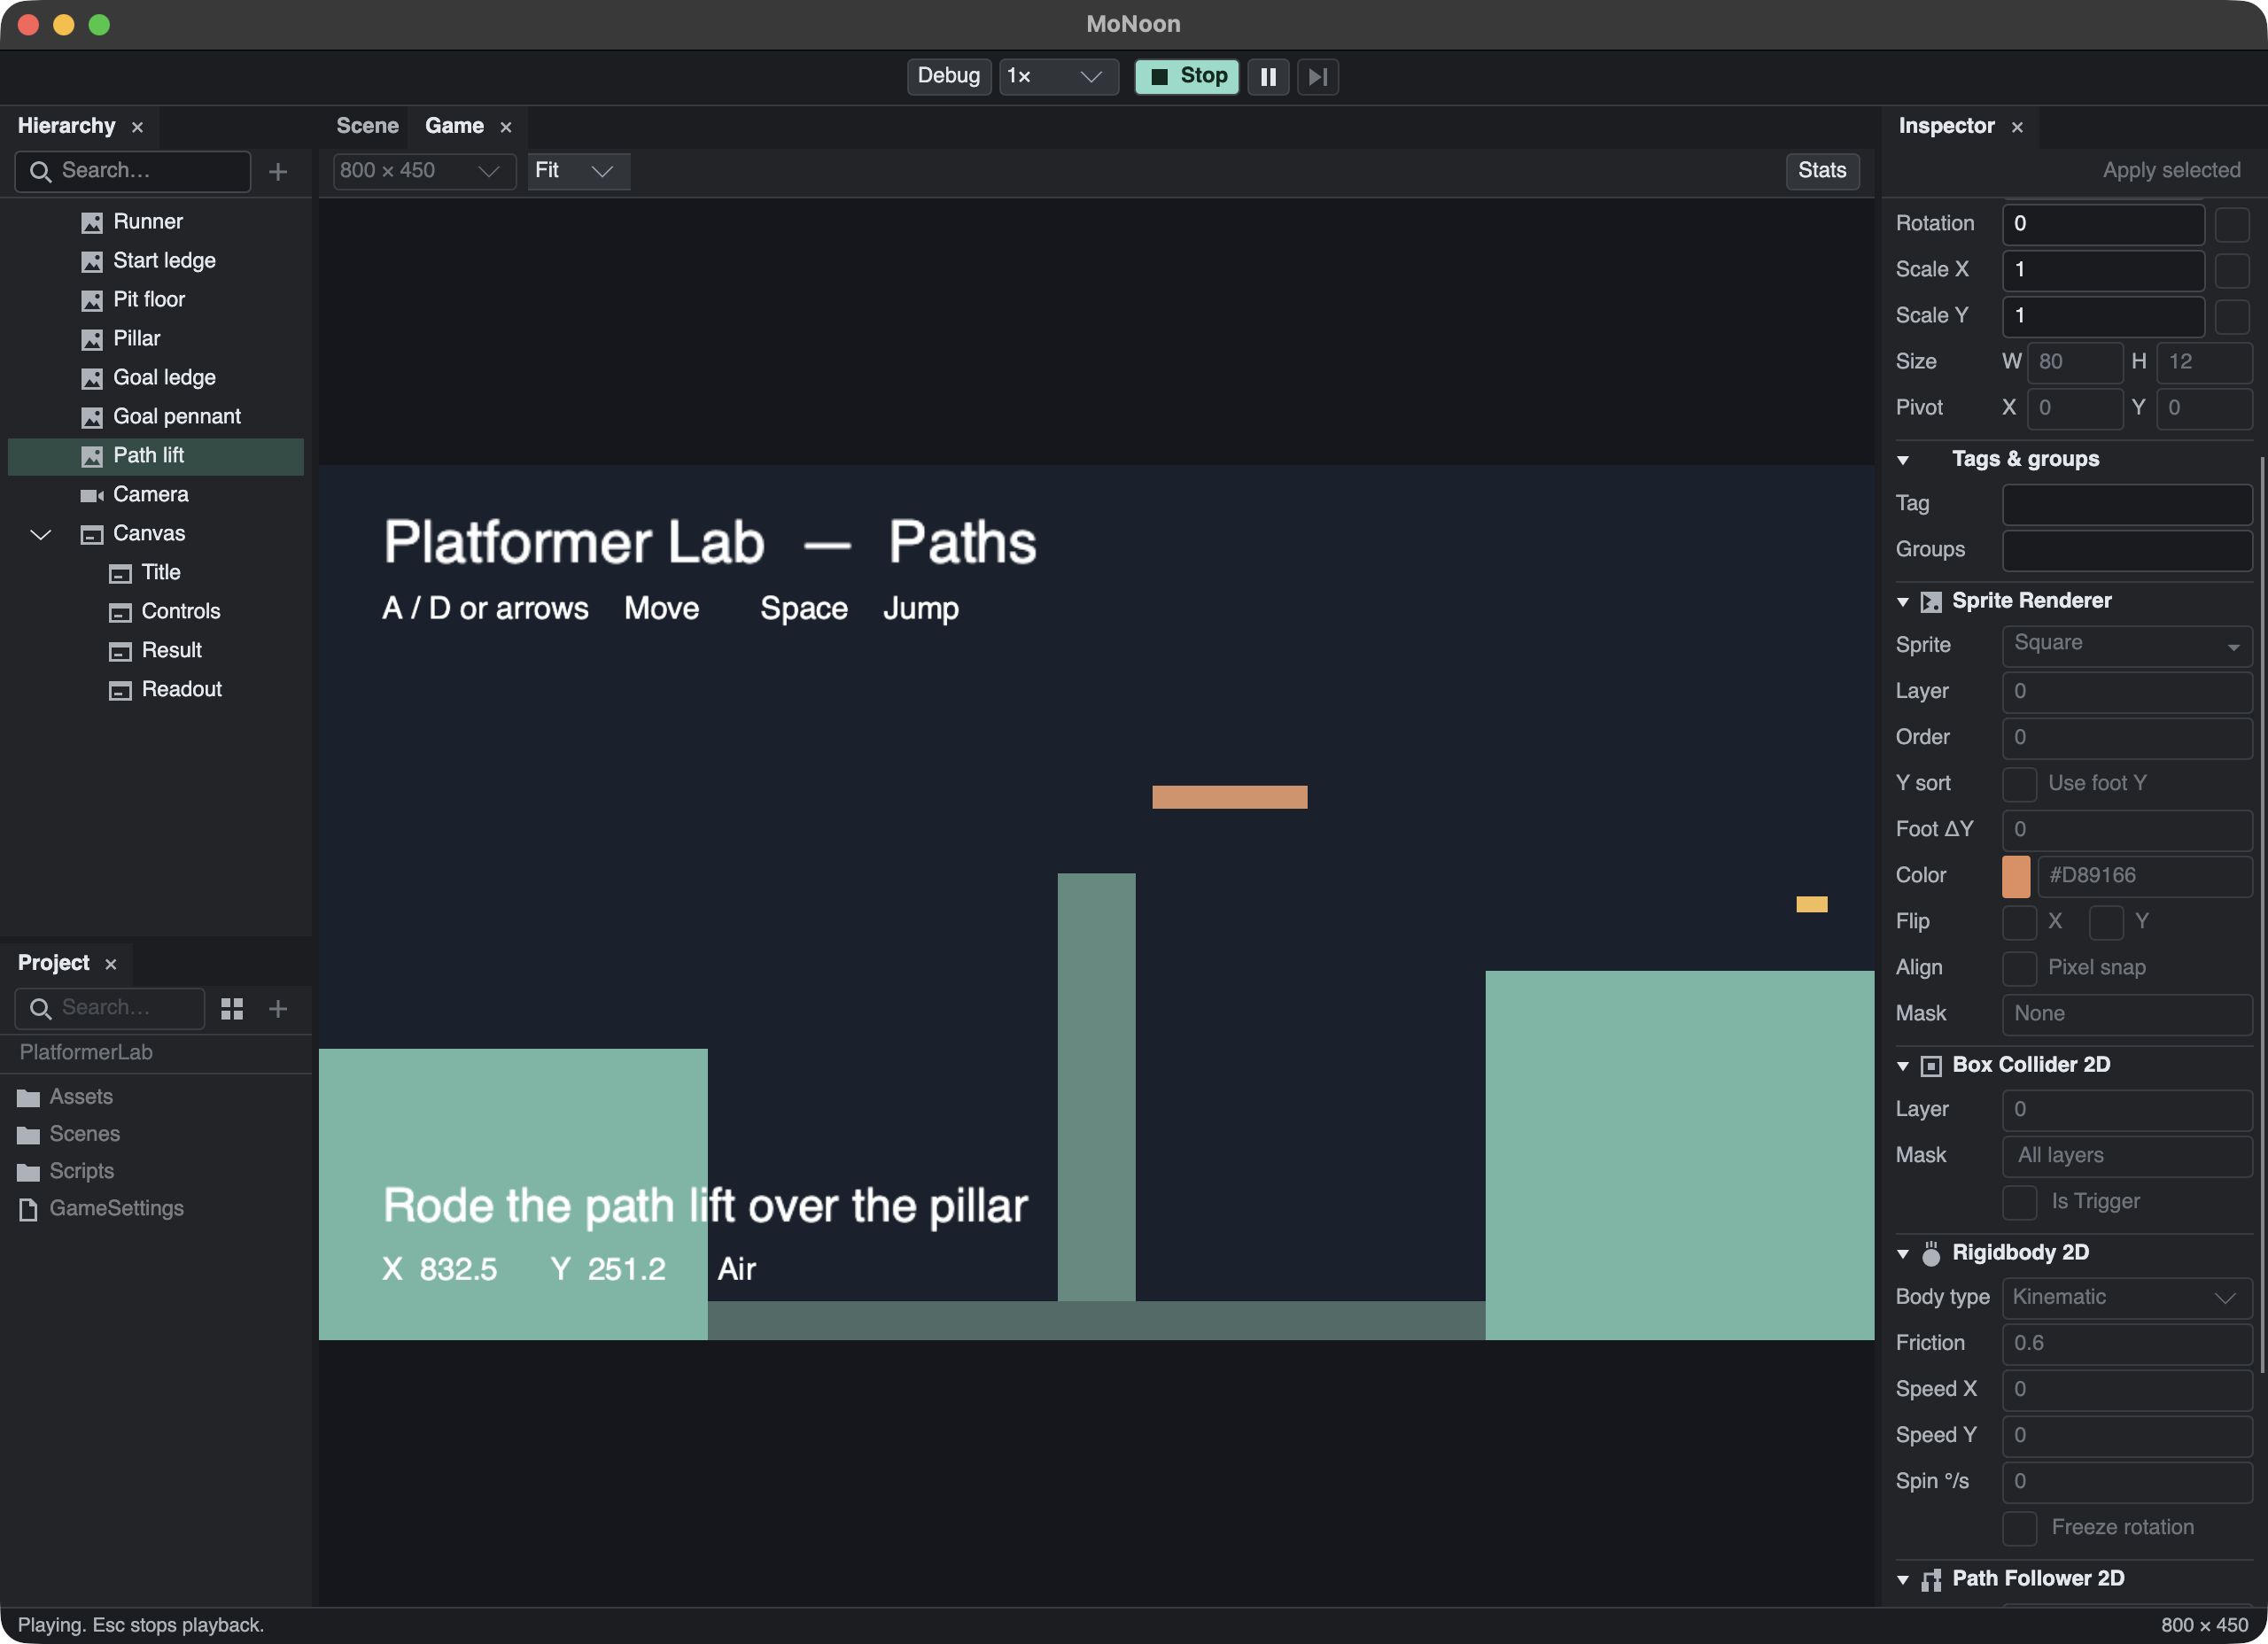 MoNoon
Debug 1× Stop
Hierarchy ×
Search...
Runner
Start ledge
Pit floor
Pillar
Goal ledge
Goal pennant
Path lift
Camera
Canvas
Title
Controls
Result
Readout
Project ×
Search...
PlatformerLab
Assets
Scenes
Scripts
GameSettings
Scene Game ×
800 × 450 Fit Stats
Platformer Lab — Paths
A / D or arrows Move Space Jump
Rode the path lift over the pillar
X 832.5 Y 251.2 Air
Inspector ×
Apply selected
Rotation 0
Scale X 1
Scale Y 1
Size W 80 H 12
Pivot X 0 Y 0
Tags & groups
Tag
Groups
Sprite Renderer
Sprite Square
Layer 0
Order 0
Y sort Use foot Y
Foot ΔY 0
Color #D89166
Flip X Y
Align Pixel snap
Mask None
Box Collider 2D
Layer 0
Mask All layers
Is Trigger
Rigidbody 2D
Body type Kinematic
Friction 0.6
Speed X 0
Speed Y 0
Spin °/s 0
Freeze rotation
Path Follower 2D
Playing. Esc stops playback. 800 × 450